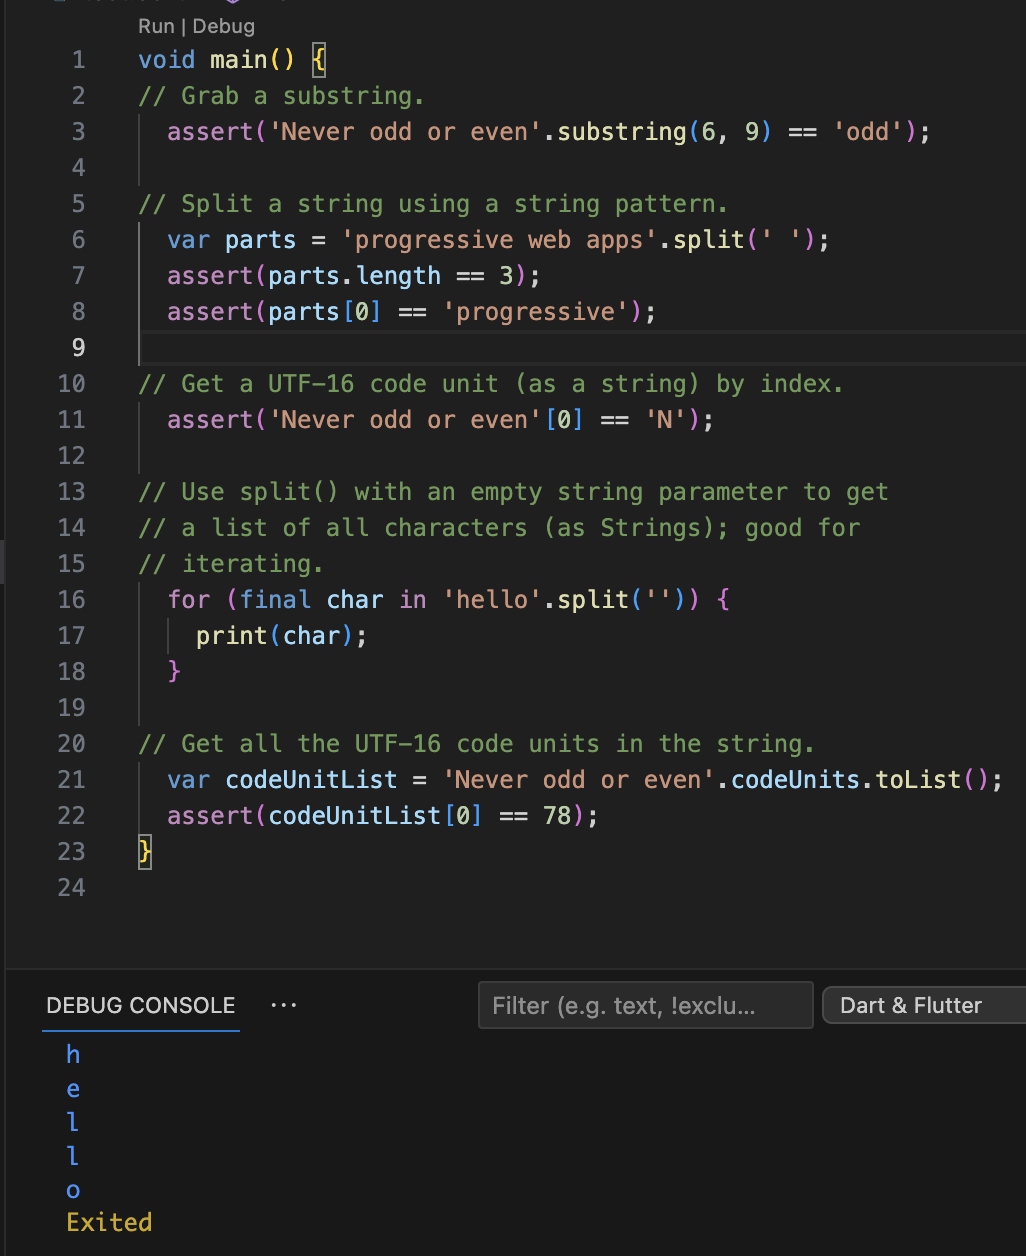 Run | Debug
1 void main() {
2 // Grab a substring.
3 assert('Never odd or even'.substring(6, 9) == 'odd');
4
5 // Split a string using a string pattern.
6 var parts = 'progressive web apps'.split(' ');
7 assert(parts.length == 3);
8 assert(parts[0] == 'progressive');
9
10 // Get a UTF-16 code unit (as a string) by index.
11 assert('Never odd or even'[0] == 'N');
12
13 // Use split() with an empty string parameter to get
14 // a list of all characters (as Strings); good for
15 // iterating.
16 for (final char in 'hello'.split('')) {
17 print(char);
18 }
19
20 // Get all the UTF-16 code units in the string.
21 var codeUnitList = 'Never odd or even'.codeUnits.toList();
22 assert(codeUnitList[0] == 78);
23 }
24
DEBUG CONSOLE ··· Filter (e.g. text, !exclu... Dart & Flutter
h
e
l
l
o
Exited